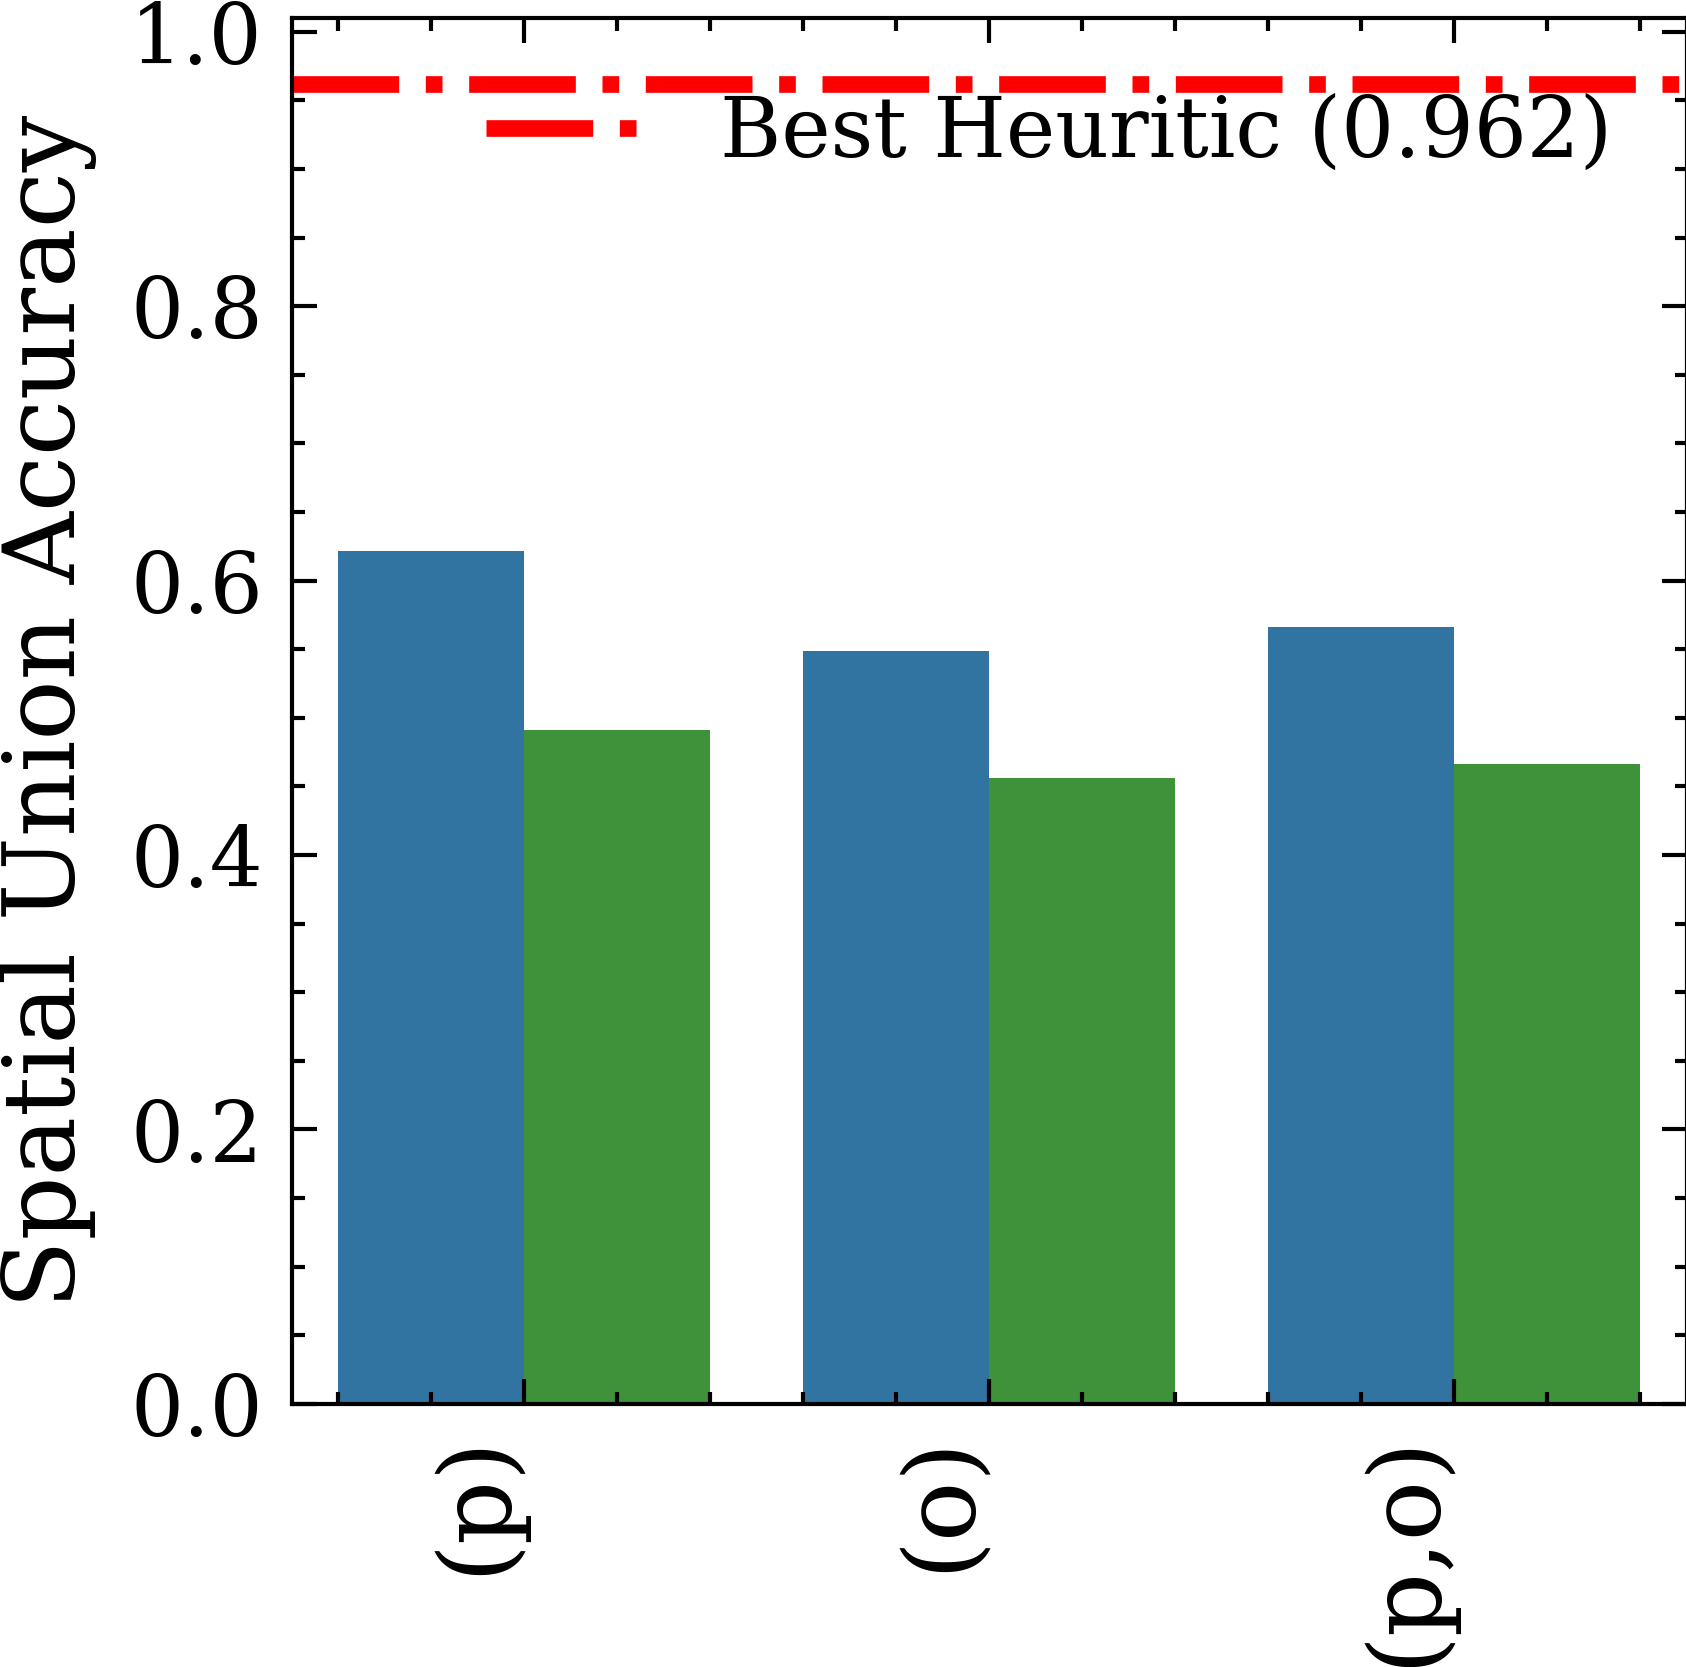 Spatial Union Accuracy
1.0
0.8
0.6
0.4
0.2
0.0
Best Heuritic (0.962)
(p)
(o)
(p,o)